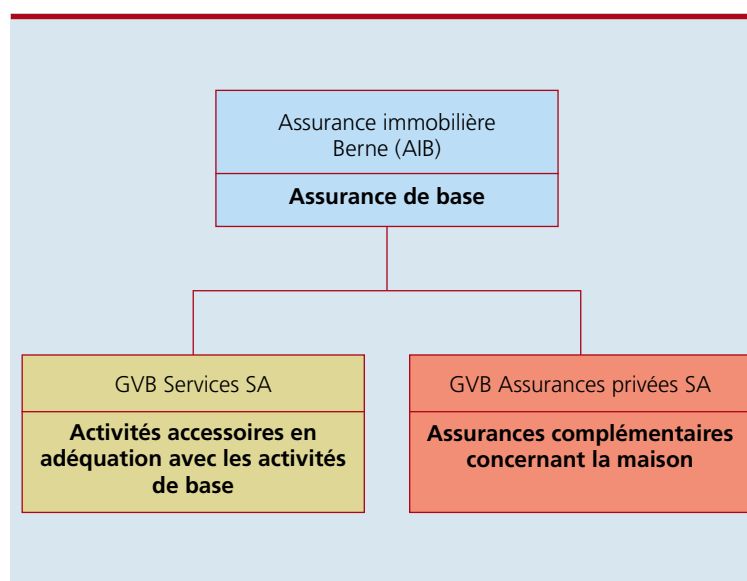 Assurance immobilière
Berne (AIB)
Assurance de base
GVB Services SA
Activités accessoires en
adéquation avec les activités
de base
GVB Assurances privées SA
Assurances complémentaires
concernant la maison